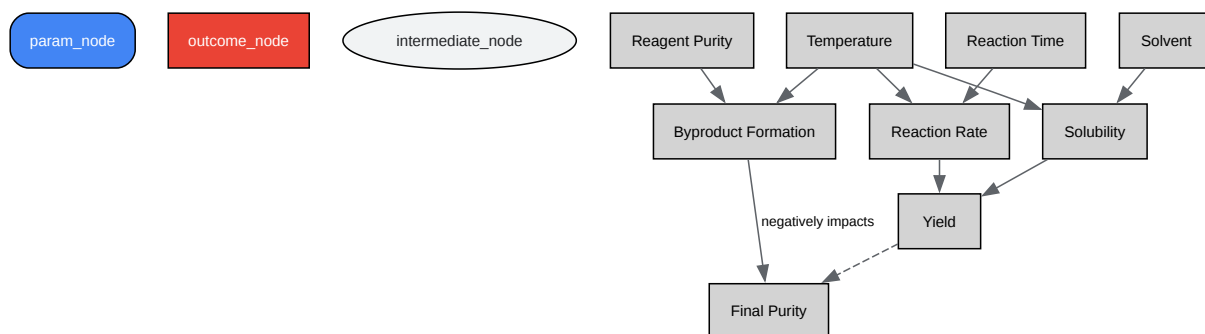 param_node
outcome_node
intermediate_node
Reagent Purity
Temperature
Reaction Time
Solvent
Byproduct Formation
Reaction Rate
Solubility
negatively impacts
Yield
Final Purity